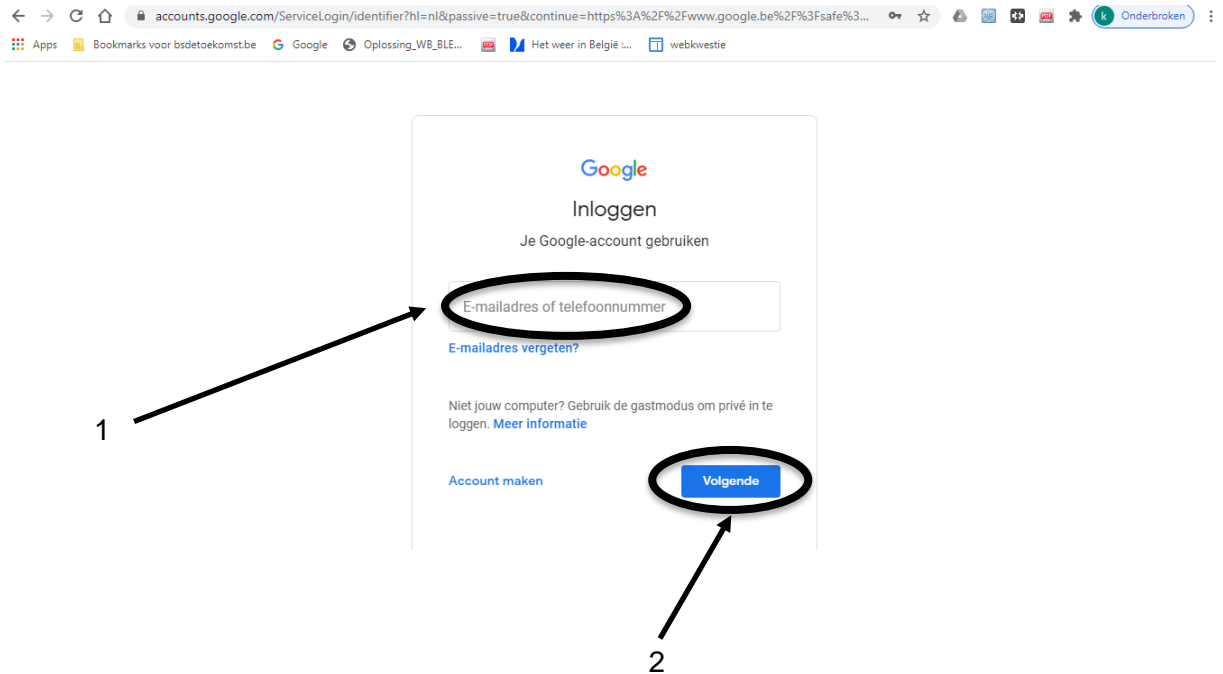 accounts.google.com/ServiceLogin/identifier?hl=nl&passive=true&continue=https%3A%2F%2Fwww.google.be%2F%3Fsafe%3...
k Onderbroken
Apps Bookmarks voor bsdetoekomst.be Google Oplossing_WB_BLE... Het weer in België :... webkwestie
Google
Inloggen
Je Google-account gebruiken
E-mailadres of telefoonnummer
E-mailadres vergeten?
Niet jouw computer? Gebruik de gastmodus om privé in te
loggen. Meer informatie
1
Account maken Volgende
2